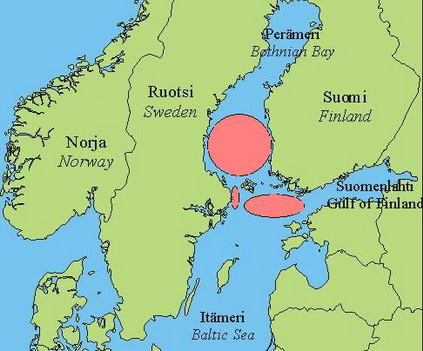 Perämeri
Bothnian Bay
Ruotsi
Sweden
Suomi
Finland
Norja
Norway
Suomenlahti
Gulf of Finland
Itämeri
Baltic Sea